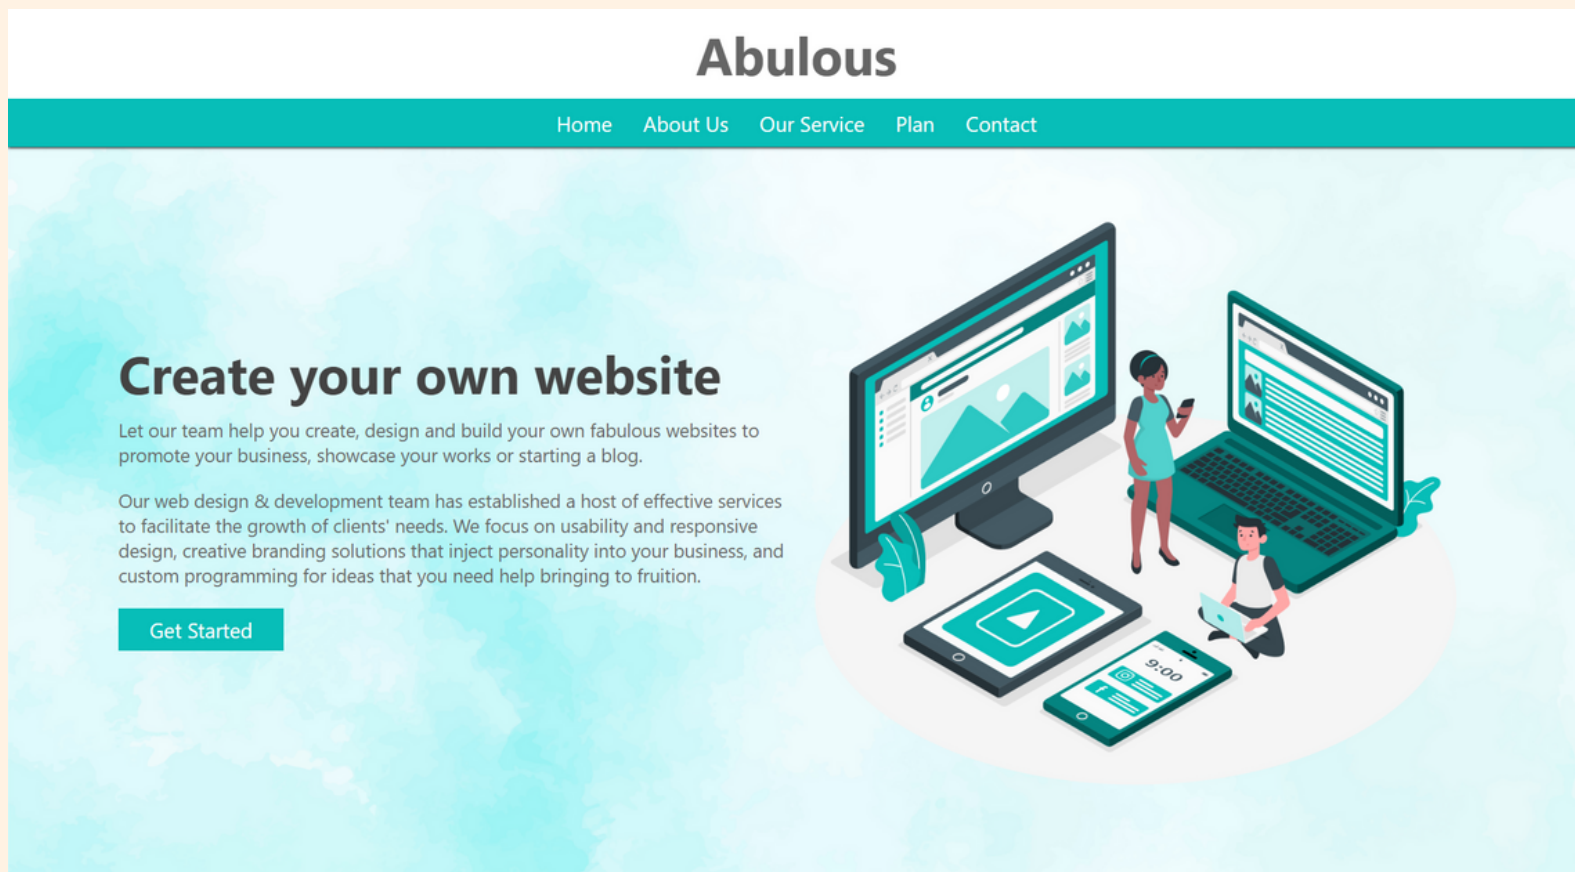 Abulous
Home About Us Our Service Plan Contact
Create your own website
Let our team help you create, design and build your own fabulous websites to
promote your business, showcase your works or starting a blog.
Our web design & development team has established a host of effective services
to facilitate the growth of clients' needs. We focus on usability and responsive
design, creative branding solutions that inject personality into your business, and
custom programming for ideas that you need help bringing to fruition.
Get Started
9:00